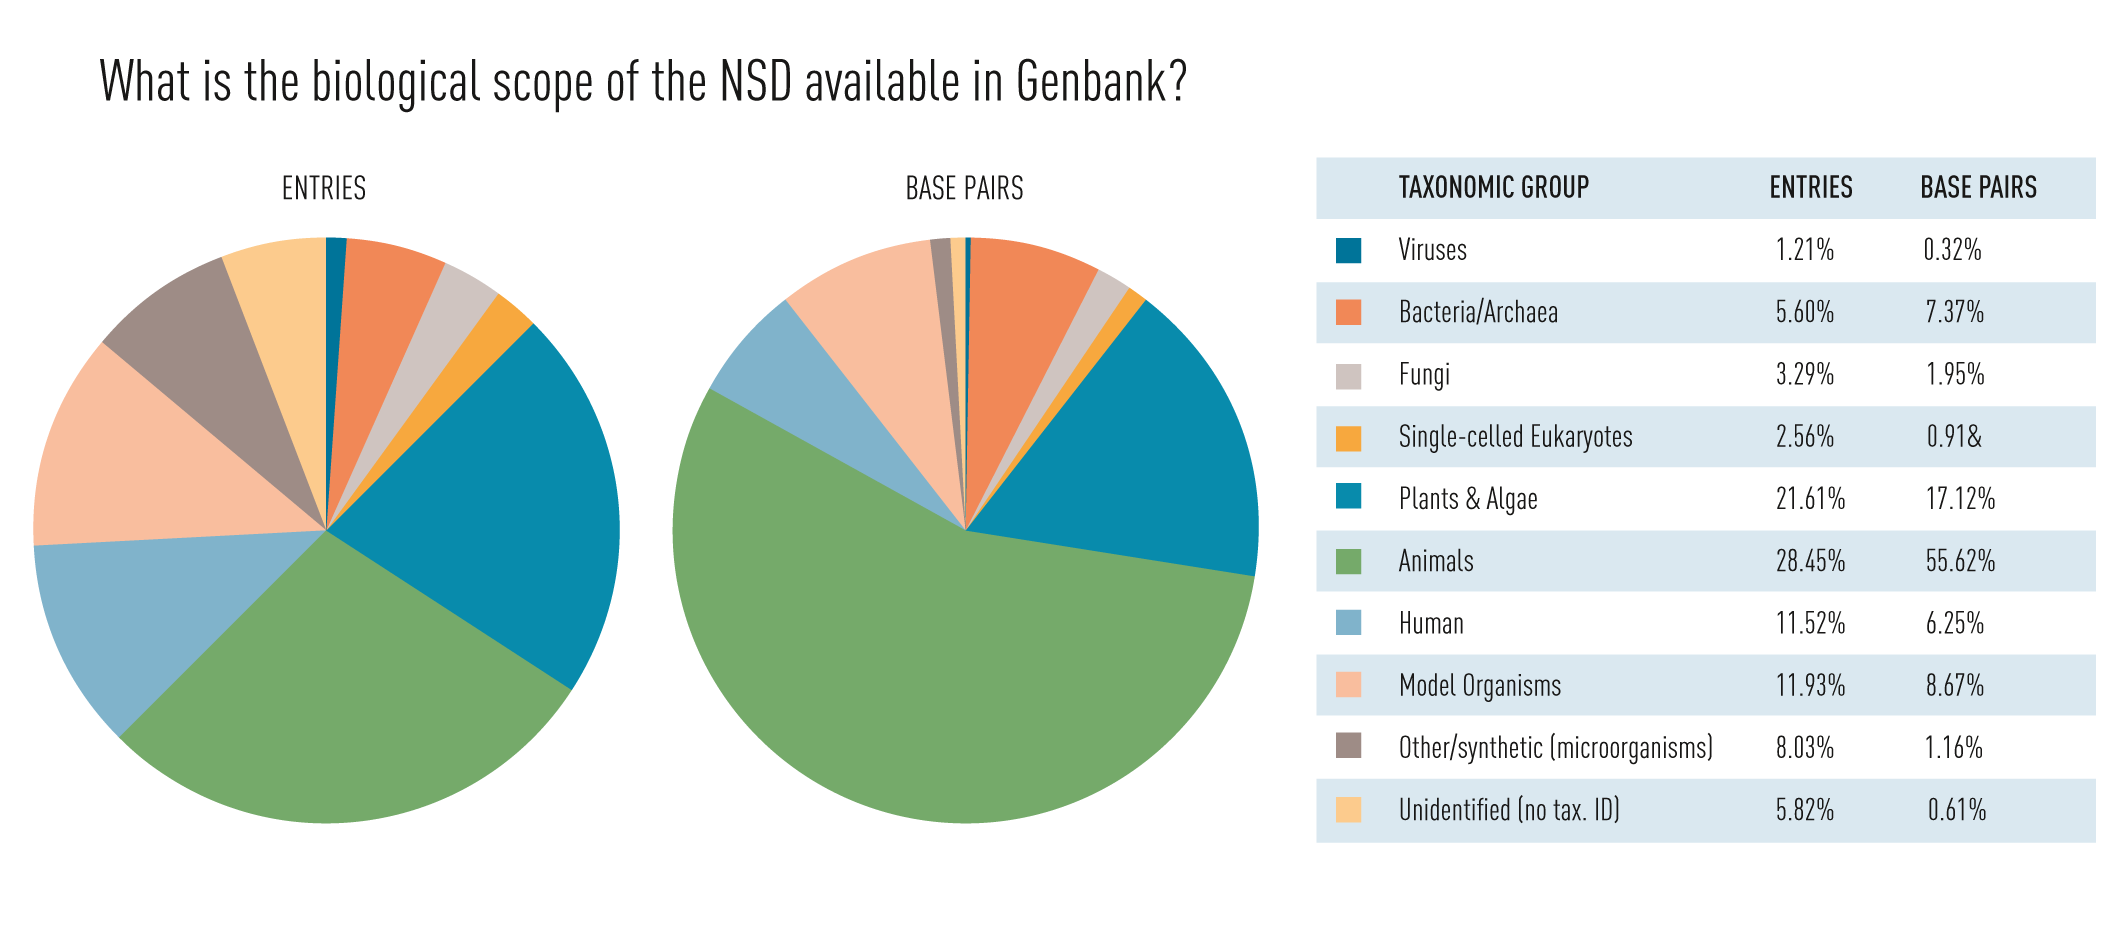 What is the biological scope of the NSD available in Genbank?
ENTRIES
BASE PAIRS
TAXONOMIC GROUP ENTRIES BASE PAIRS
Viruses 1.21% 0.32%
Bacteria/Archaea 5.60% 7.37%
Fungi 3.29% 1.95%
Single-celled Eukaryotes 2.56% 0.91&
Plants & Algae 21.61% 17.12%
Animals 28.45% 55.62%
Human 11.52% 6.25%
Model Organisms 11.93% 8.67%
Other/synthetic (microorganisms) 8.03% 1.16%
Unidentified (no tax. ID) 5.82% 0.61%